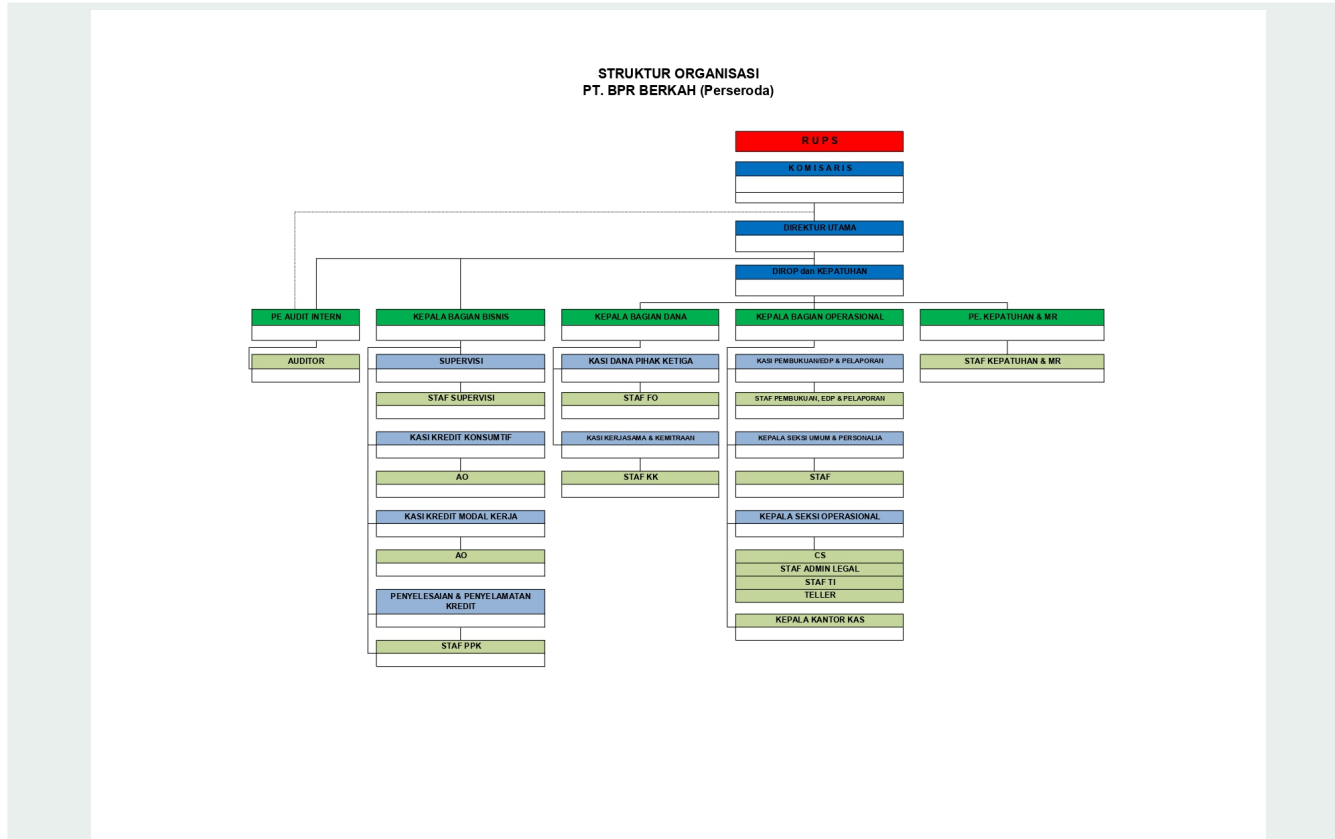 STRUKTUR ORGANISASI
PT. BPR BERKAH (Perseroda)
R U P S
K O M I S A R I S
DIREKTUR UTAMA
DIROP dan KEPATUHAN
PE AUDIT INTERN
KEPALA BAGIAN BISNIS
KEPALA BAGIAN DANA
KEPALA BAGIAN OPERASIONAL
PE. KEPATUHAN & MR
AUDITOR
SUPERVISI
KASI DANA PIHAK KETIGA
KASI PEMBUKUAN/EDP & PELAPORAN
STAF KEPATUHAN & MR
STAF SUPERVISI
STAF FO
STAF PEMBUKUAN, EDP & PELAPORAN
KASI KREDIT KONSUMTIF
KASI KERJASAMA & KEMITRAAN
KEPALA SEKSI UMUM & PERSONALIA
AO
STAF KK
STAF
KASI KREDIT MODAL KERJA
KEPALA SEKSI OPERASIONAL
AO
CS
STAF ADMIN LEGAL
STAF TI
TELLER
PENYELESAIAN & PENYELAMATAN
KREDIT
KEPALA KANTOR KAS
STAF PPK